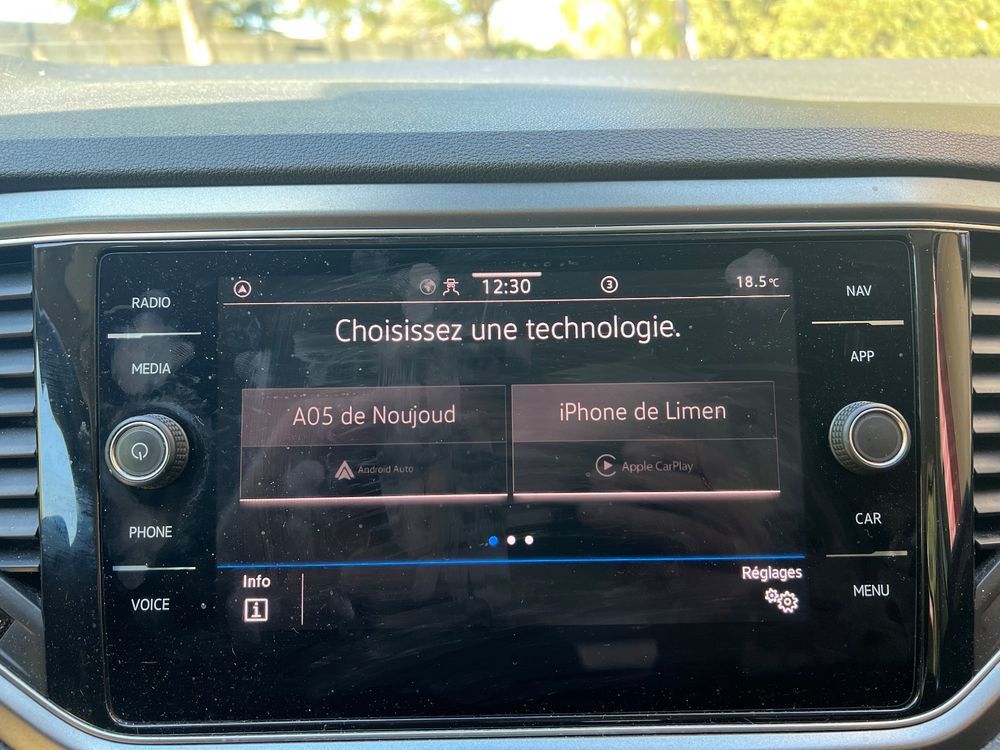 RADIO
MEDIA
PHONE
VOICE
12:30
3
18.5°C
Choisissez une technologie.
A05 de Noujoud
Android Auto
iPhone de Limen
Apple CarPlay
Info
i
Réglages
NAV
APP
CAR
MENU